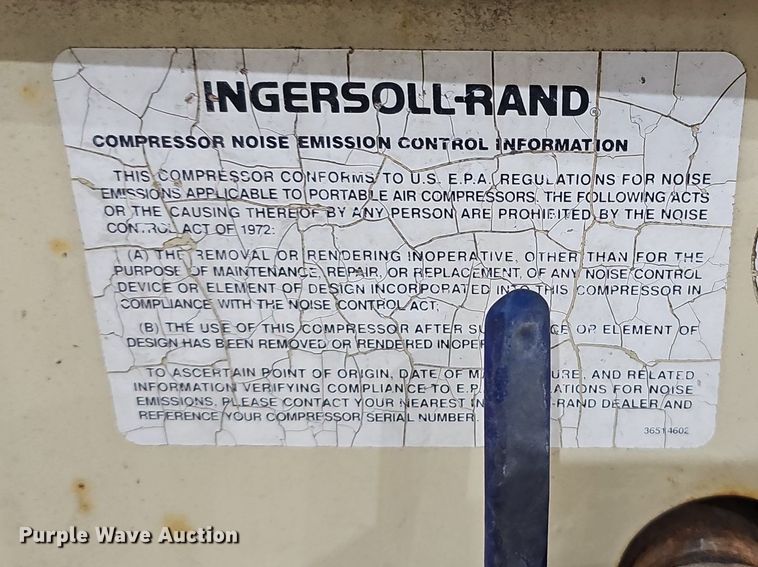 INGERSOLL-RAND®
COMPRESSOR NOISE EMISSION CONTROL INFORMATION
THIS COMPRESSOR CONFORMS TO U.S. E.P.A. REGULATIONS FOR NOISE
EMISSIONS APPLICABLE TO PORTABLE AIR COMPRESSORS. THE FOLLOWING ACTS
OR THE CAUSING THEREOF BY ANY PERSON ARE PROHIBITED BY THE NOISE
CONTROL ACT OF 1972:
(A) THE REMOVAL OR RENDERING INOPERATIVE, OTHER THAN FOR THE
PURPOSE OF MAINTENANCE, REPAIR, OR REPLACEMENT, OF ANY NOISE CONTROL
DEVICE OR ELEMENT OF DESIGN INCORPORATED INTO THIS COMPRESSOR IN
COMPLIANCE WITH THE NOISE CONTROL ACT;
(B) THE USE OF THIS COMPRESSOR AFTER OR ELEMENT OF
DESIGN HAS BEEN REMOVED OR RENDERED
TO ASCERTAIN POINT OF ORIGIN, DATE OF AND RELATED
INFORMATION VERIFYING COMPLIANCE TO FOR NOISE
EMISSIONS, PLEASE CONTACT YOUR NEAREST -RAND DEALER AND
REFERENCE YOUR COMPRESSOR SERIAL NUMBER.
36514602
Purple Wave Auction